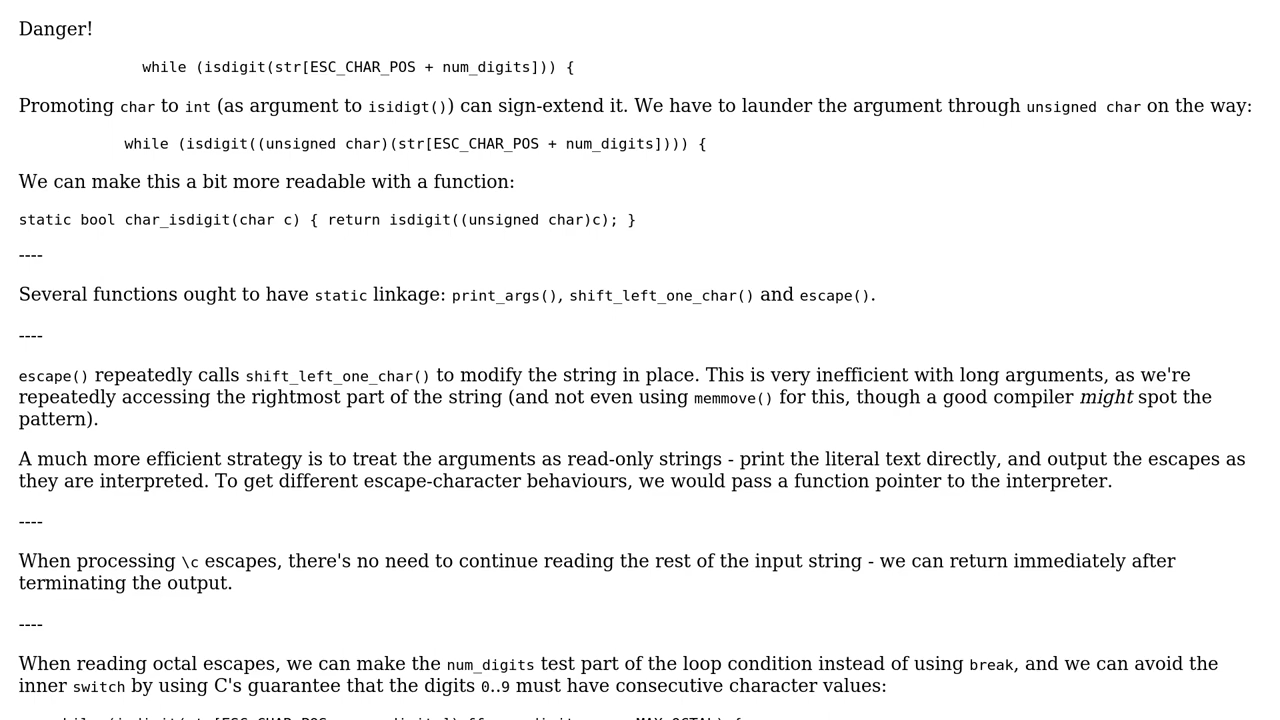 Danger!
while (isdigit(str[ESC_CHAR_POS + num_digits])) {
Promoting char to int (as argument to isidigt()) can sign-extend it. We have to launder the argument through unsigned char on the way:
while (isdigit((unsigned char)(str[ESC_CHAR_POS + num_digits]))) {
We can make this a bit more readable with a function:
static bool char_isdigit(char c) { return isdigit((unsigned char)c); }
----
Several functions ought to have static linkage: print_args(), shift_left_one_char() and escape().
----
escape() repeatedly calls shift_left_one_char() to modify the string in place. This is very inefficient with long arguments, as we're
repeatedly accessing the rightmost part of the string (and not even using memmove() for this, though a good compiler might spot the
pattern).
A much more efficient strategy is to treat the arguments as read-only strings - print the literal text directly, and output the escapes as
they are interpreted. To get different escape-character behaviours, we would pass a function pointer to the interpreter.
----
When processing \c escapes, there's no need to continue reading the rest of the input string - we can return immediately after
terminating the output.
----
When reading octal escapes, we can make the num_digits test part of the loop condition instead of using break, and we can avoid the
inner switch by using C's guarantee that the digits 0..9 must have consecutive character values: